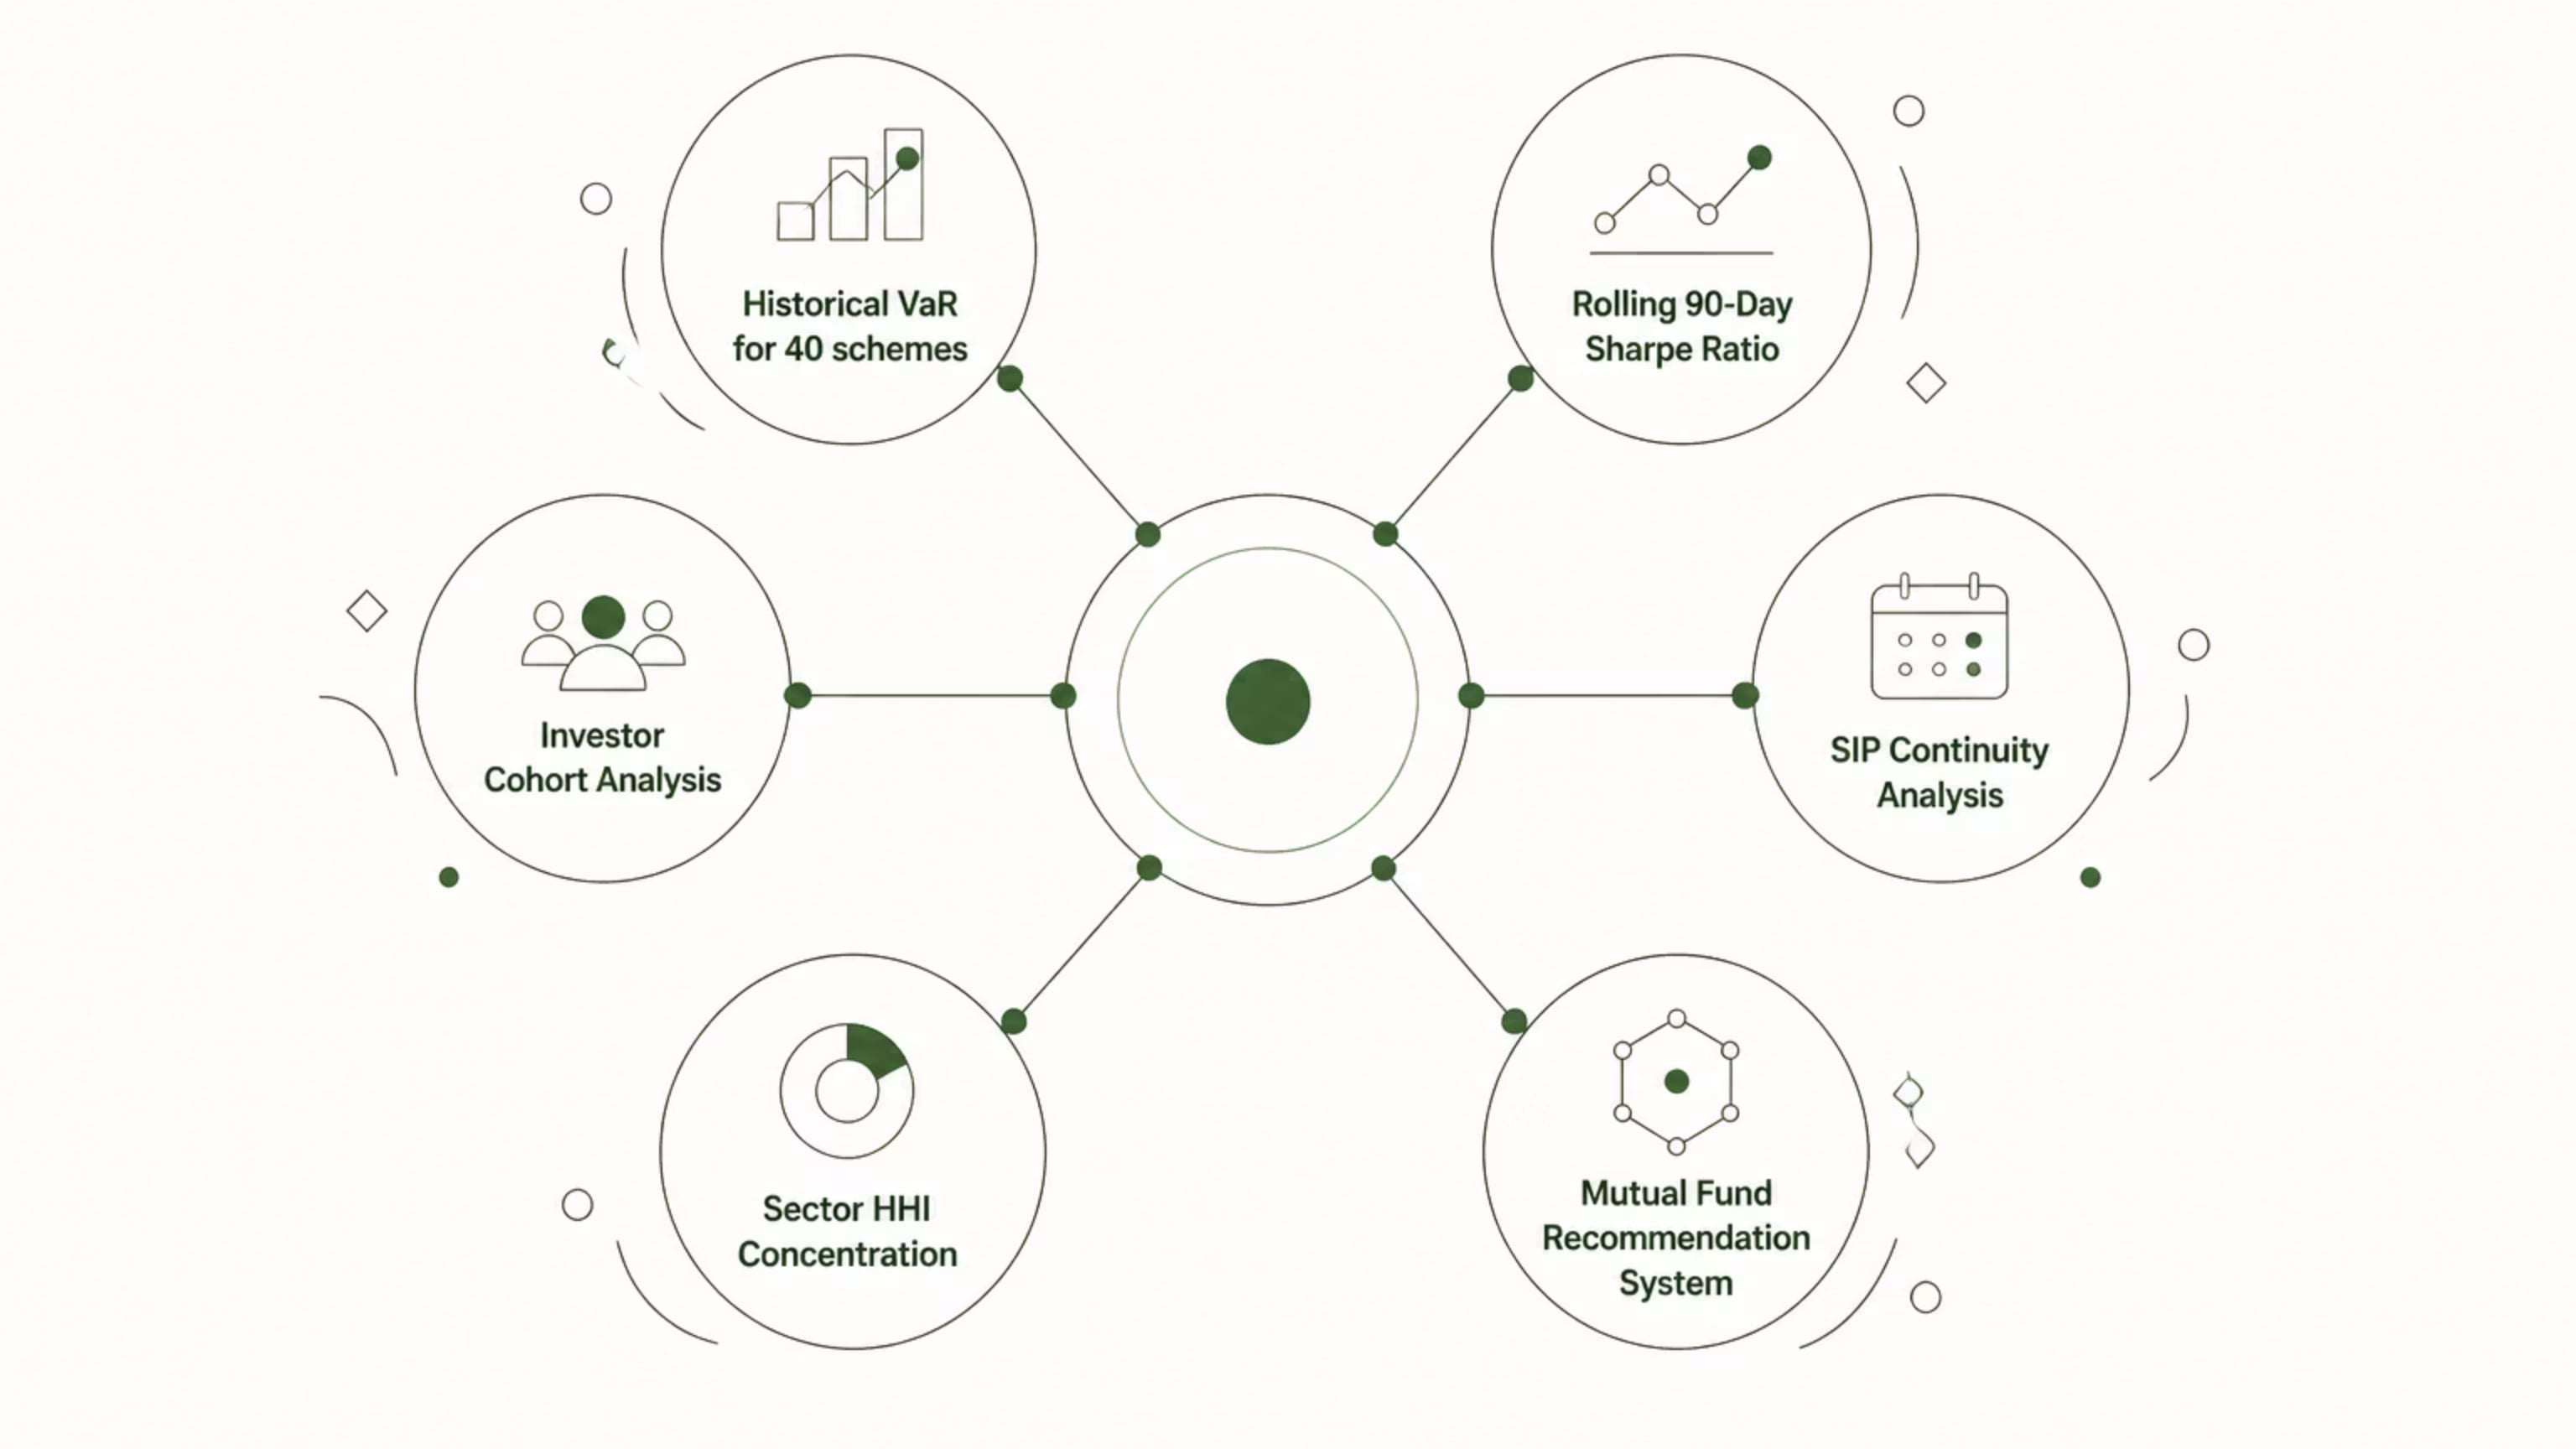 Historical VaR
for 40 schemes
Rolling 90-Day
Sharpe Ratio
Investor
Cohort Analysis
SIP Continuity
Analysis
Sector HHI
Concentration
Mutual Fund
Recommendation
System